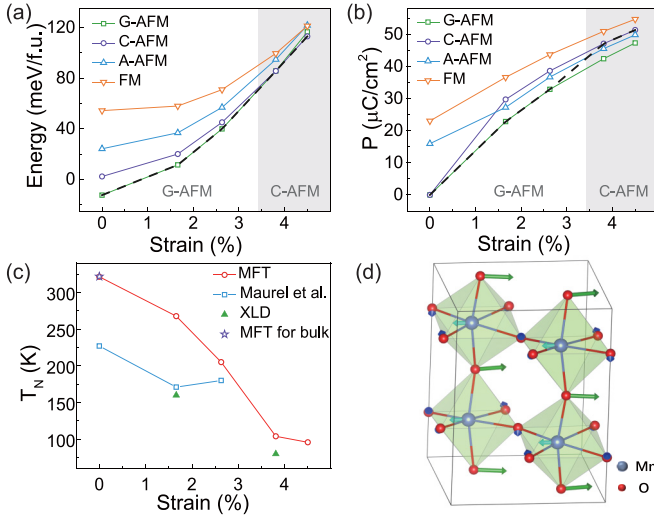 (a)
G-AFM
C-AFM
A-AFM
FM
Energy (meV/f.u.)
120
80
40
0
G-AFM
C-AFM
0 1 2 3 4
Strain (%)
(b)
G-AFM
C-AFM
A-AFM
FM
P (μC/cm²)
50
40
30
20
10
0
G-AFM
C-AFM
0 1 2 3 4
Strain (%)
(c)
MFT
Maurel et al.
XLD
MFT for bulk
T_N (K)
300
250
200
150
100
0 1 2 3 4
Strain (%)
(d)
Mn
O